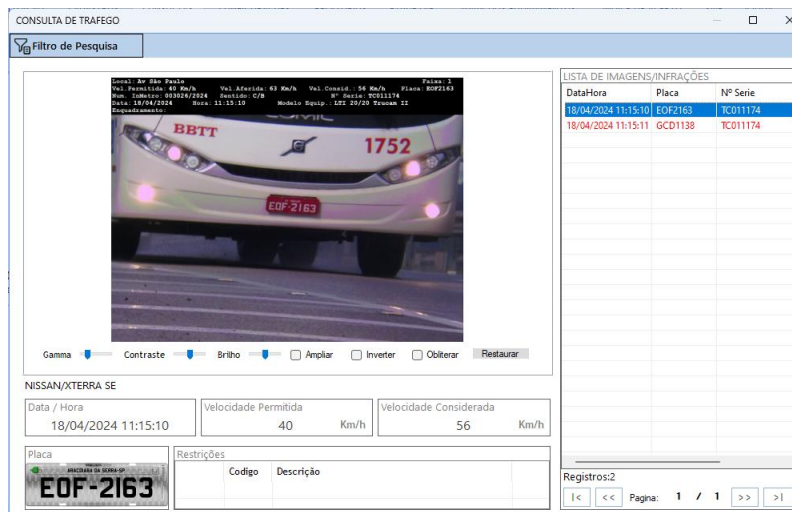 CONSULTA DE TRAFEGO
Filtro de Pesquisa
Local: Av São Paulo Faixa: 1
Vel.Permitida: 40 Km/h Vel.Aferida: 63 Km/h Vel.Consid.: 56 Km/h Placa: EOF2163
Num. InMetro: 003026/2024 Sentido: C/B Nº Serie: TC011174
Data: 18/04/2024 Hora: 11:15:10 Modelo Equip.: LTI 20/20 Trucam II
Enquadramento:
BBTT
1752
EOF-2163
Gamma Contraste Brilho Ampliar Inverter Obliterar Restaurar
NISSAN/XTERRA SE
Data / Hora
18/04/2024 11:15:10
Velocidade Permitida
40 Km/h
Velocidade Considerada
56 Km/h
Placa
ARACOIABA DA SERRA-SP
EOF-2163
Restrições
Codigo Descrição
LISTA DE IMAGENS/INFRAÇÕES
DataHora Placa Nº Serie
18/04/2024 11:15:10 EOF2163 TC011174
18/04/2024 11:15:11 GCD1138 TC011174
Registros:2
|< << Pagina: 1 / 1 >> >|